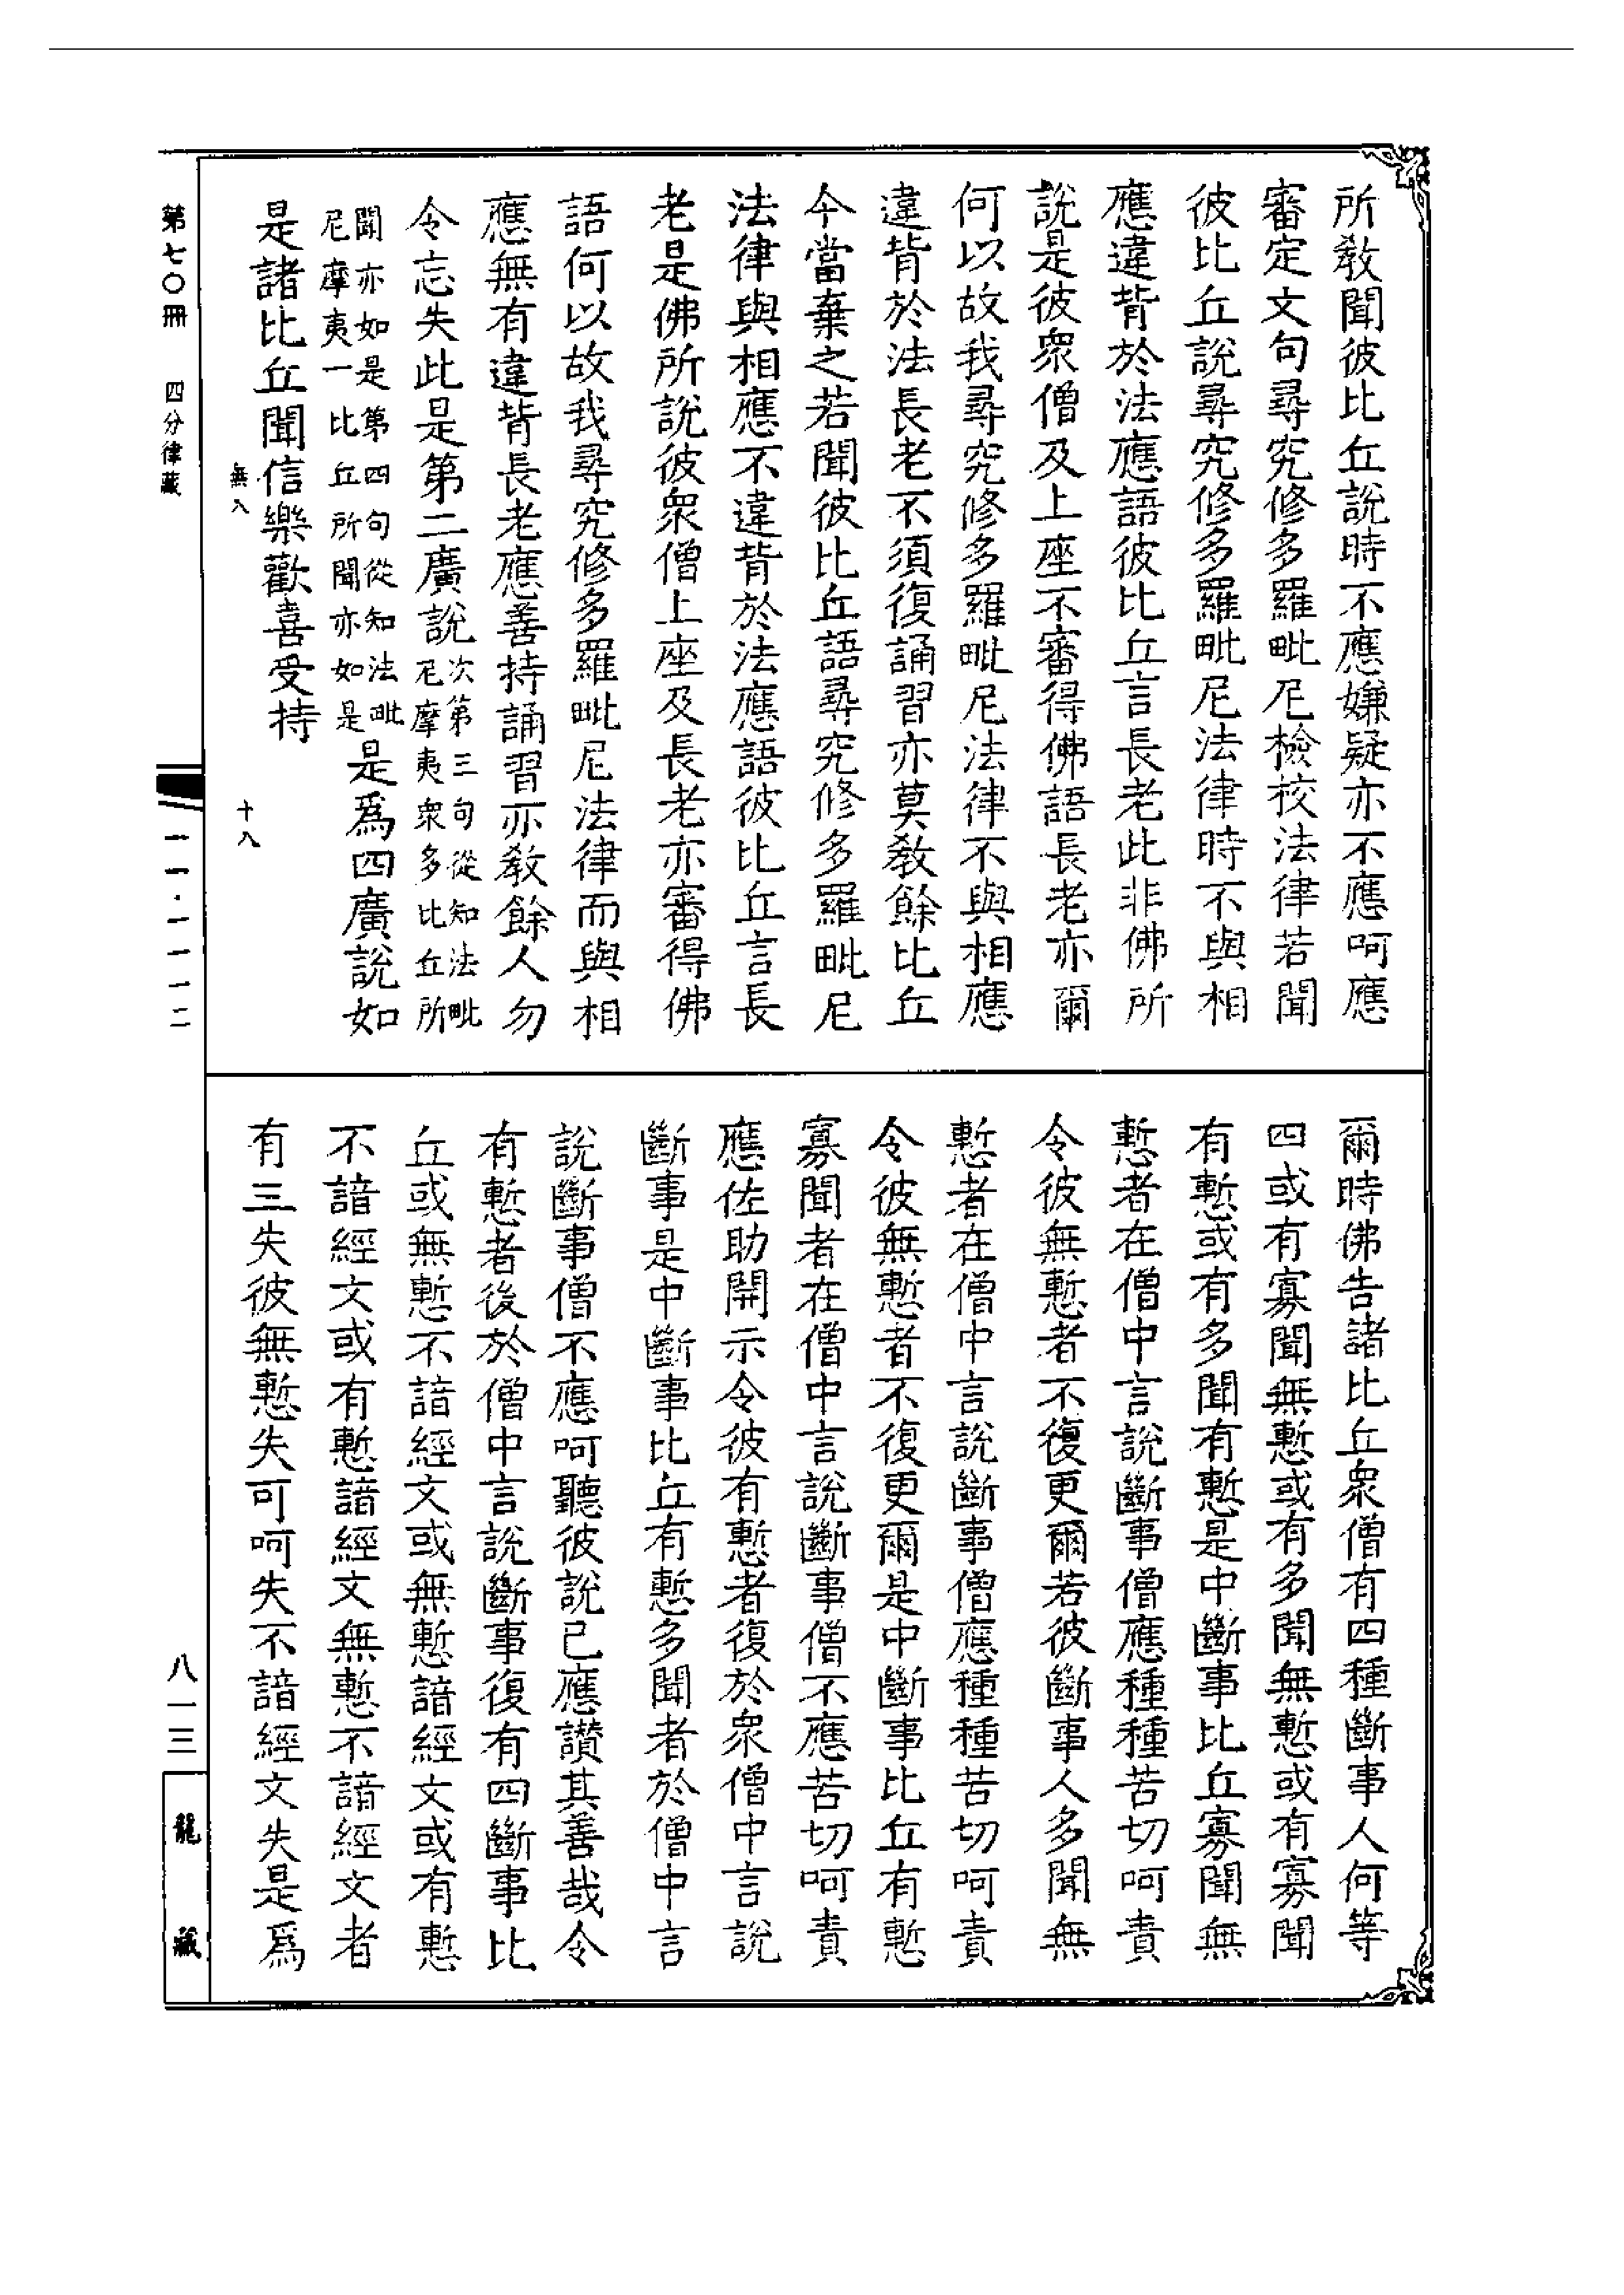 所教聞彼比丘說時不應嫌疑亦不應呵應
審定文句尋究修多羅毗尼檢校法律若聞
彼比丘說尋究修多羅毗尼法律時不與相
應違背於法應語彼比丘言長老此非佛所
說是彼衆僧及上座不審得佛語長老亦爾
何以故我尋究修多羅毗尼法律不與相應
違背於法長老不須復誦習亦莫教餘比丘
今當棄之若聞彼比丘語尋究修多羅毗尼
法律與相應不違背於法應語彼比丘言長
老是佛所說彼衆僧上座及長老亦審得佛
語何以故我尋究修多羅毗尼法律而與相
應無有違背長老應善持誦習亦教餘人勿
令忘失此是第二廣說次第三句從知法毗
尼摩夷衆多比丘所
聞亦如是第四句從知法毗
尼摩夷一比丘所聞亦如是
是爲四廣說如
是諸比丘聞信樂歡喜受持
爾時佛告諸比丘衆僧有四種斷事人何等
四或有寡聞無慙或有多聞無慙或有寡聞
有慙或有多聞有慙是中斷事比丘寡聞無
慙者在僧中言說斷事僧應種種苦切呵責
令彼無慙者不復更爾若彼斷事人多聞無
慙者在僧中言說斷事僧應種種苦切呵責
令彼無慙者不復更爾是中斷事比丘有慙
寡聞者在僧中言說斷事僧不應苦切呵責
應佐助開示令彼有慙者復於衆僧中言說
斷事是中斷事比丘有慙多聞者於僧中言
說斷事僧不應呵聽彼說已應讚其善哉令
有慙者後於僧中言說斷事復有四斷事比
丘或無慙不諳經文或無慙諳經文或有慙
不諳經文或有慙諳經文無慙不諳經文者
有三失彼無慙失可呵失不諳經文失是爲
第七〇冊 四分律藏
無八
十八
一一·一一一二
八一三
龍藏